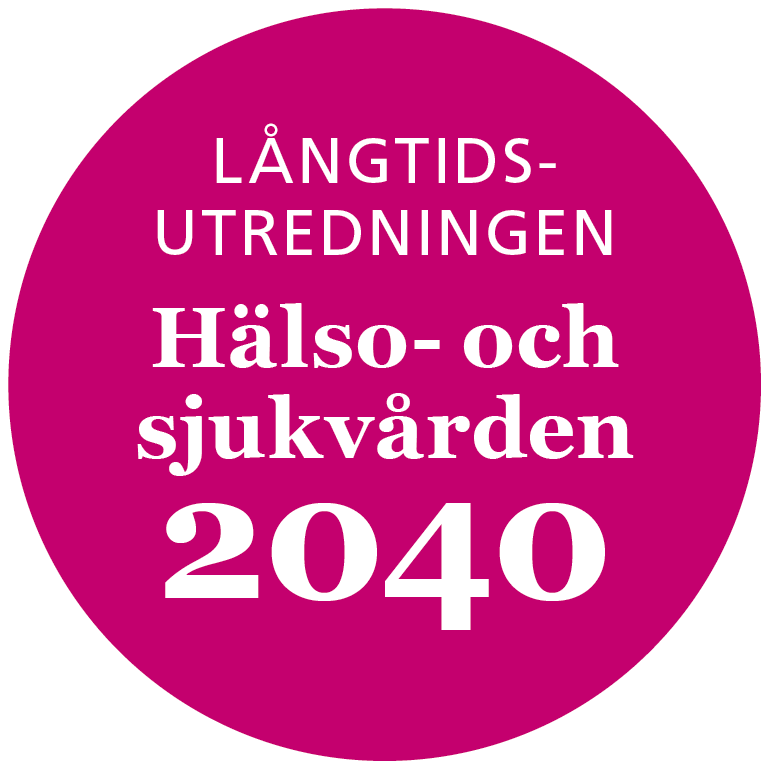 LÅNGTIDS-
UTREDNINGEN
Hälso- och
sjukvården
2040